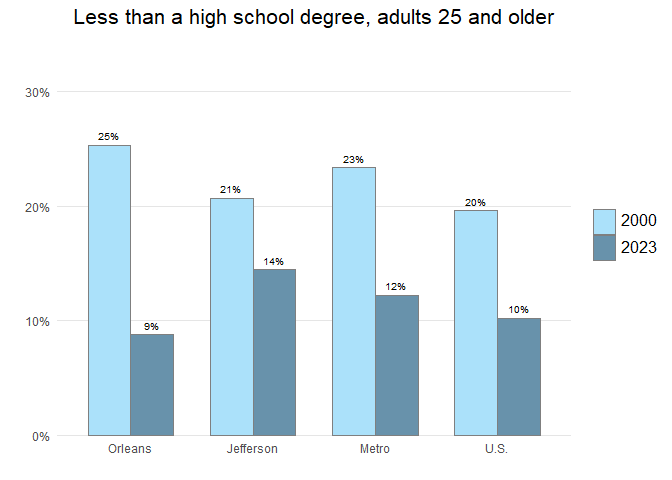 Less than a high school degree, adults 25 and older
30%
20%
10%
0%
25%
9%
21%
14%
23%
12%
20%
10%
Orleans
Jefferson
Metro
U.S.
2000
2023